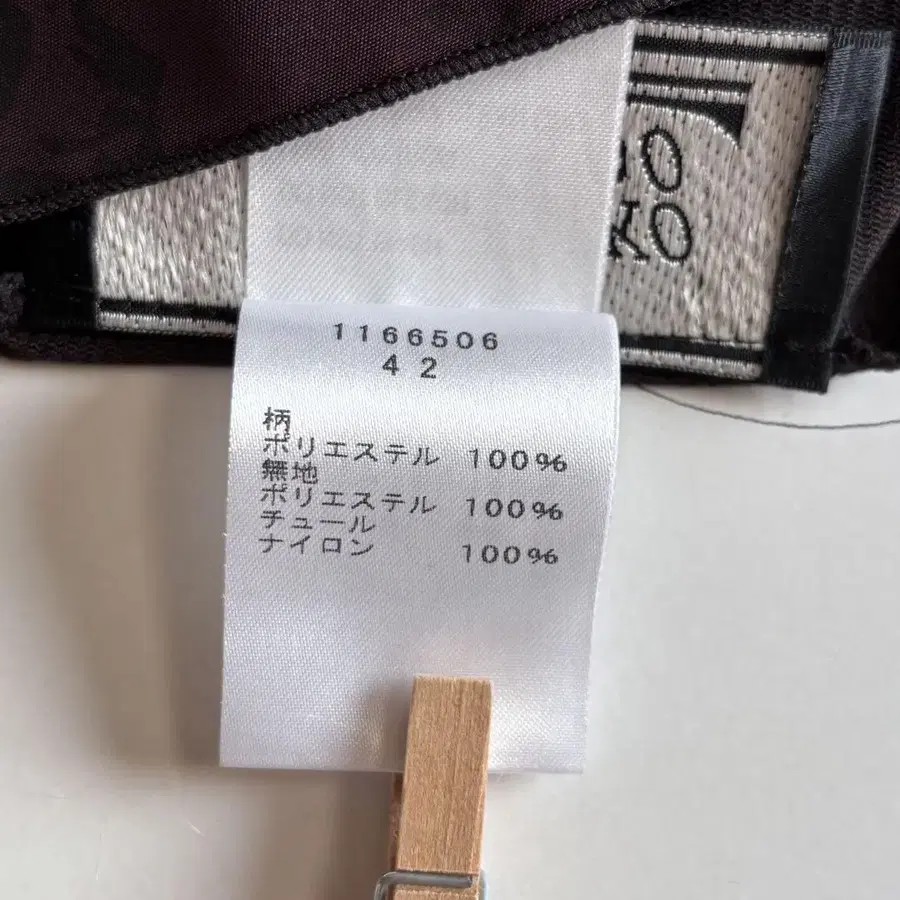 1166506
42
柄
ポリエステル 100%
無地
ポリエステル 100%
チュール
ナイロン 100%
O
KO